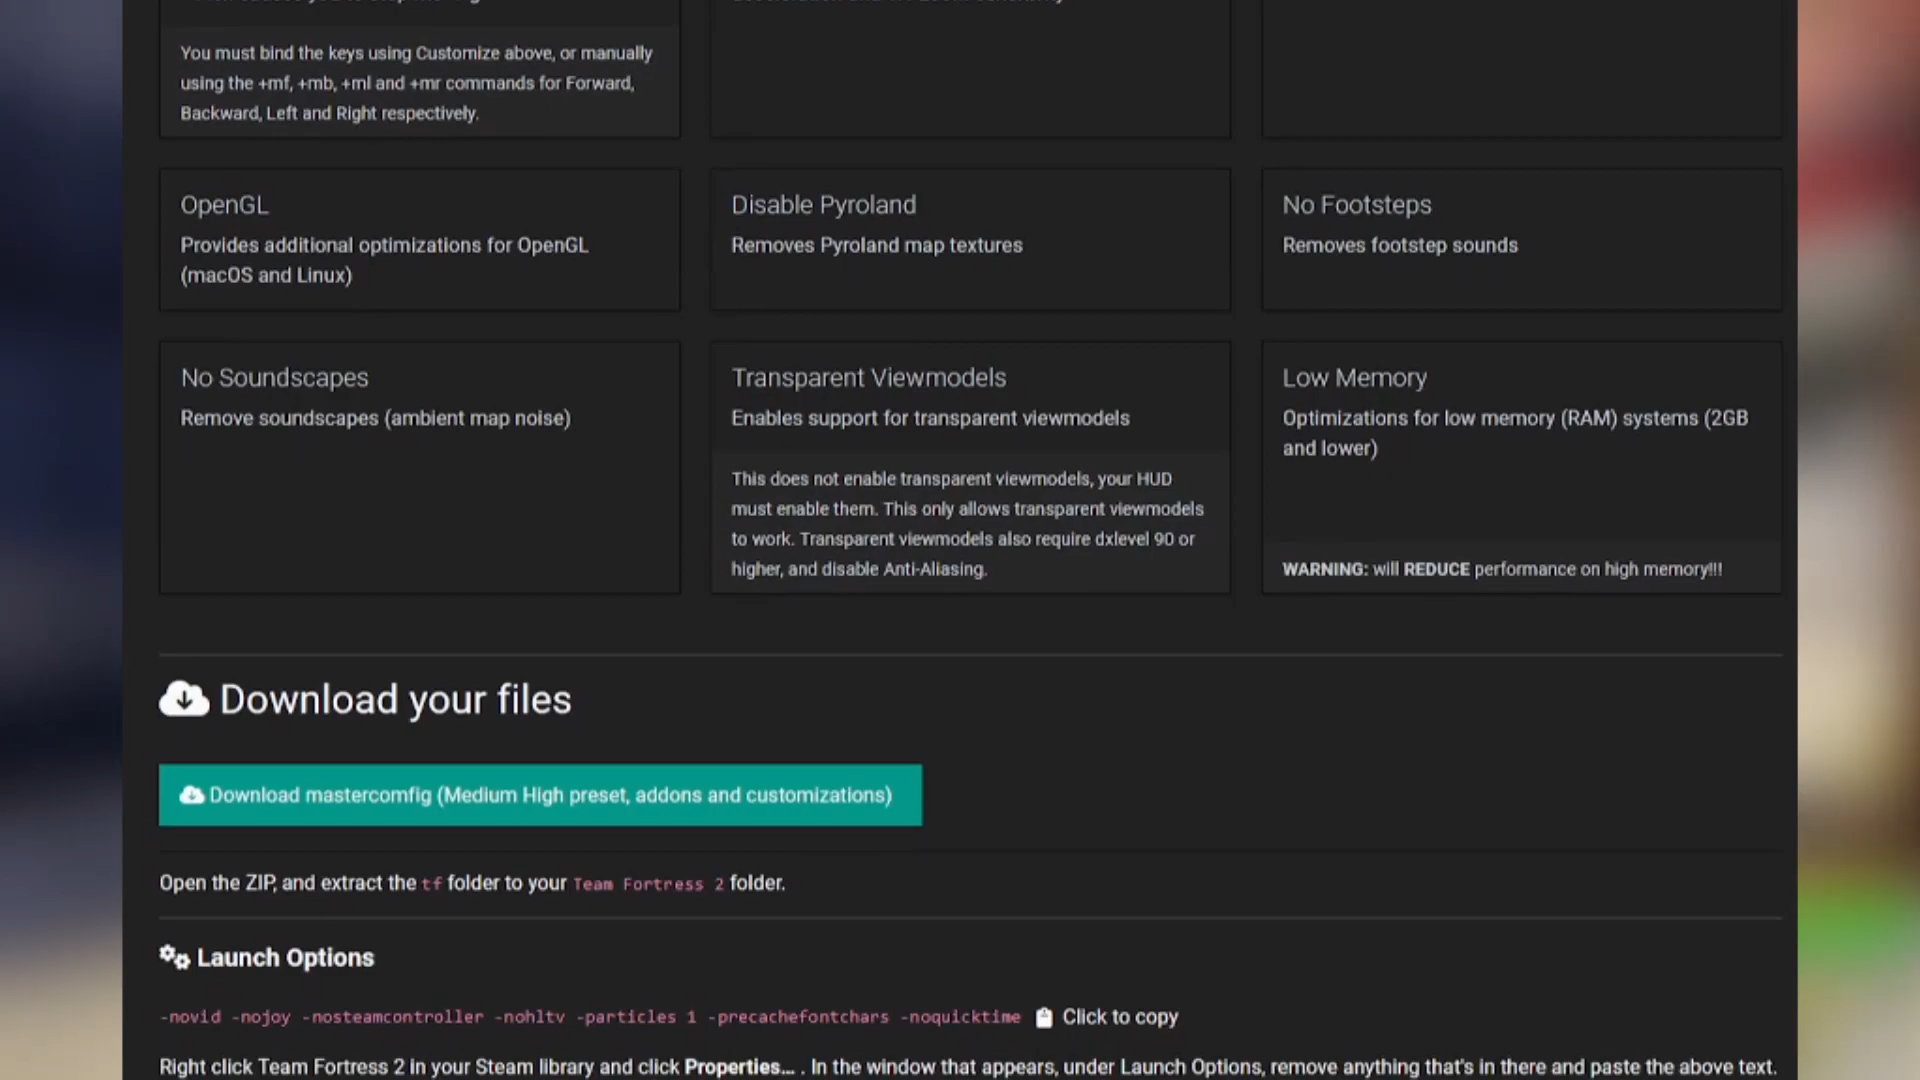 You must bind the keys using Customize above, or manually
using the +mf, +mb, +ml and +mr commands for Forward,
Backward, Left and Right respectively.
OpenGL
Provides additional optimizations for OpenGL
(macOS and Linux)
Disable Pyroland
Removes Pyroland map textures
No Footsteps
Removes footstep sounds
No Soundscapes
Remove soundscapes (ambient map noise)
Transparent Viewmodels
Enables support for transparent viewmodels
This does not enable transparent viewmodels, your HUD
must enable them. This only allows transparent viewmodels
to work. Transparent viewmodels also require dxlevel 90 or
higher, and disable Anti-Aliasing.
Low Memory
Optimizations for low memory (RAM) systems (2GB
and lower)
WARNING: will REDUCE performance on high memory!!!
Download your files
Download mastercomfig (Medium High preset, addons and customizations)
Open the ZIP, and extract the tf folder to your Team Fortress 2 folder.
Launch Options
-novid -nojoy -nosteamcontroller -nohltv -particles 1 -precachefontchars -noquicktime Click to copy
Right click Team Fortress 2 in your Steam library and click Properties... . In the window that appears, under Launch Options, remove anything that's in there and paste the above text.